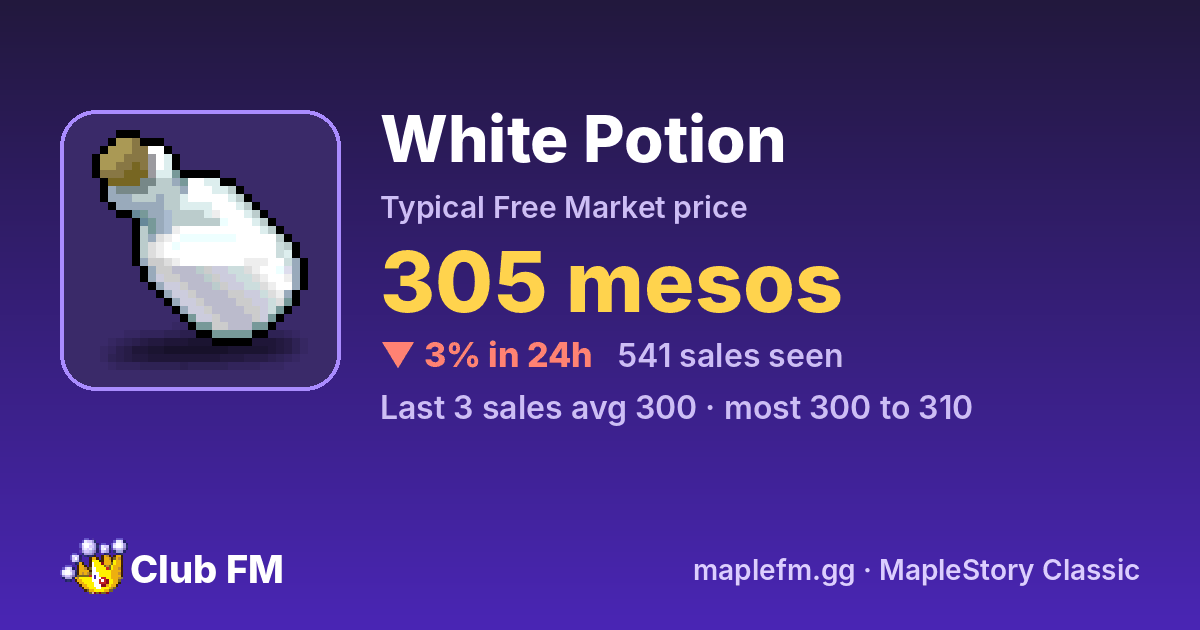 White Potion
Typical Free Market price
305 mesos
▼ 3% in 24h 541 sales seen
Last 3 sales avg 300 · most 300 to 310
Club FM
maplefm.gg · MapleStory Classic